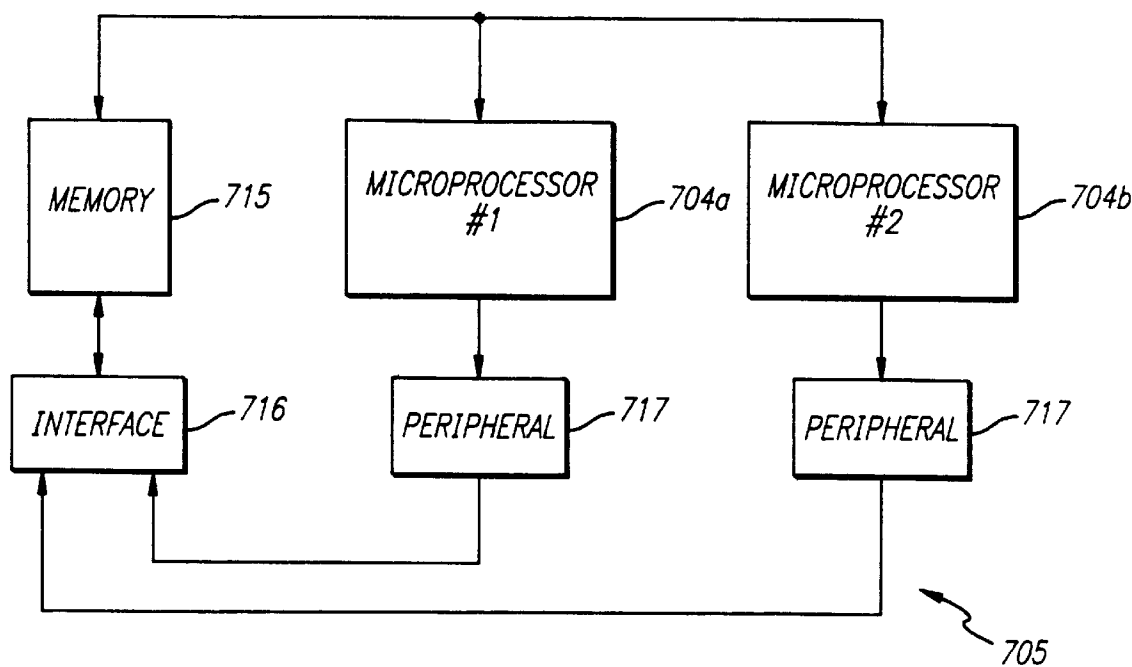 MEMORY
715
MICROPROCESSOR
#1
704a
MICROPROCESSOR
#2
704b
INTERFACE
716
PERIPHERAL
717
PERIPHERAL
717
705